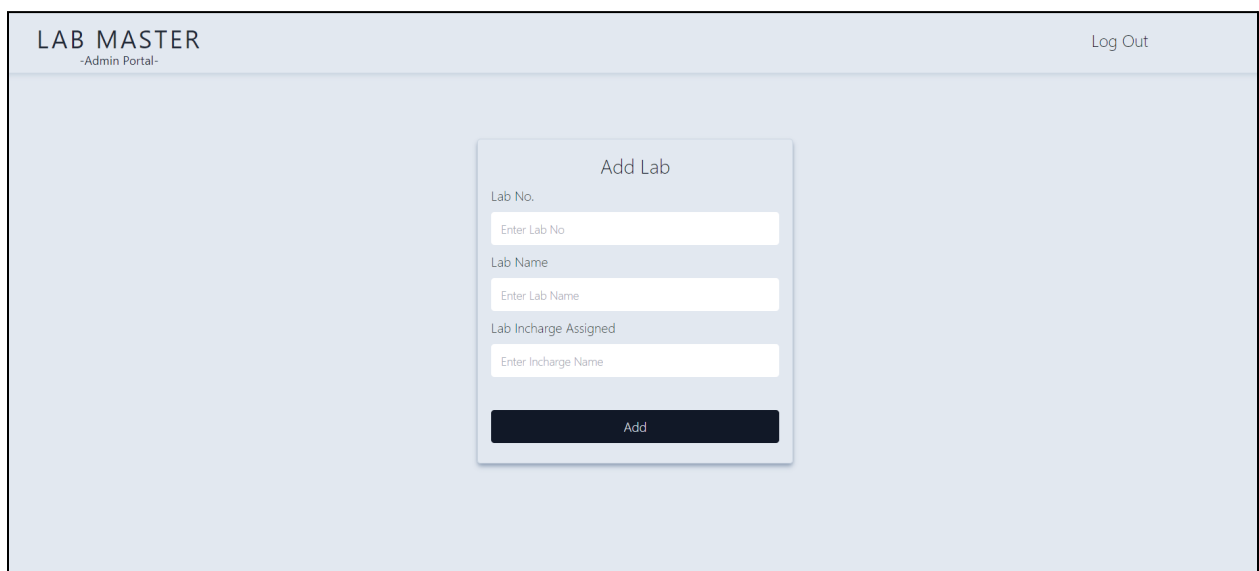 LAB MASTER
-Admin Portal-
Log Out
Add Lab
Lab No.
Enter Lab No
Lab Name
Enter Lab Name
Lab Incharge Assigned
Enter Incharge Name
Add